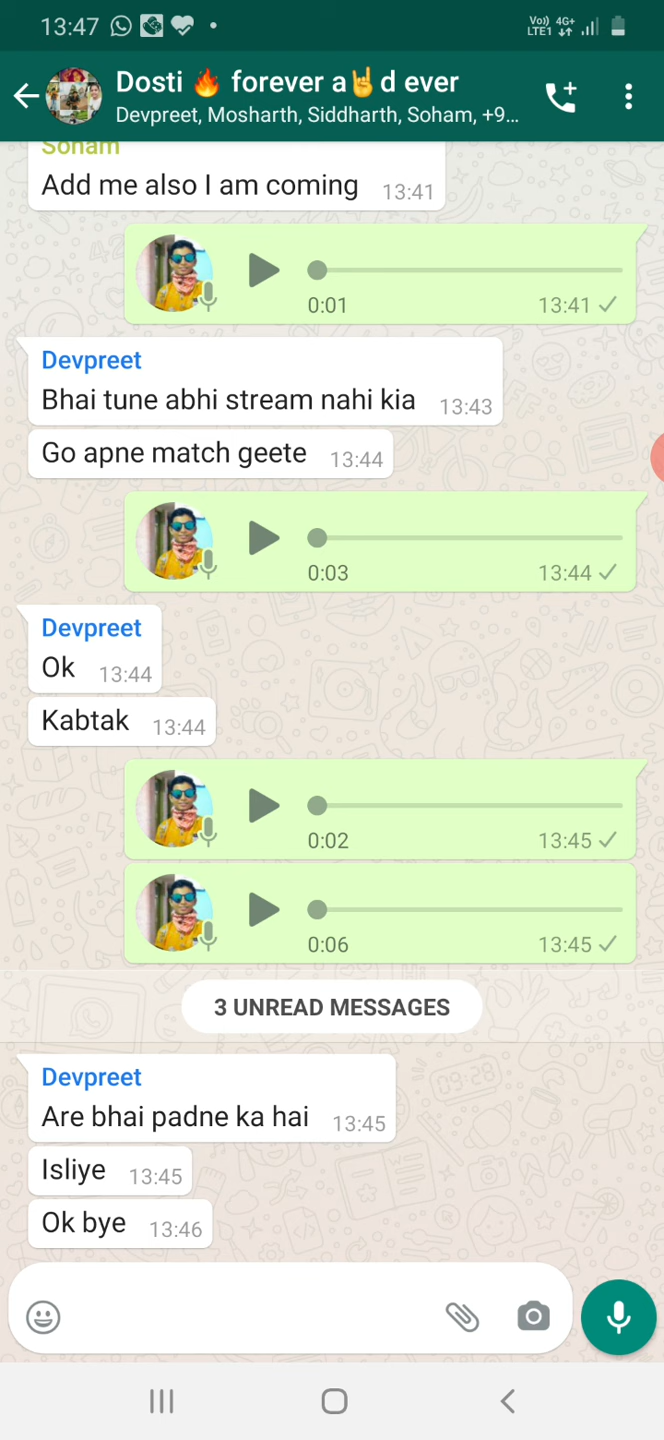 13:47
Vo) 4G+
LTE1
Dosti 🔥 forever a🤘d ever
Devpreet, Mosharth, Siddharth, Soham, +9...
Soham
Add me also I am coming 13:41
0:01 13:41
Devpreet
Bhai tune abhi stream nahi kia 13:43
Go apne match geete 13:44
0:03 13:44
Devpreet
Ok 13:44
Kabtak 13:44
0:02 13:45
0:06 13:45
3 UNREAD MESSAGES
Devpreet
Are bhai padne ka hai 13:45
Isliye 13:45
Ok bye 13:46